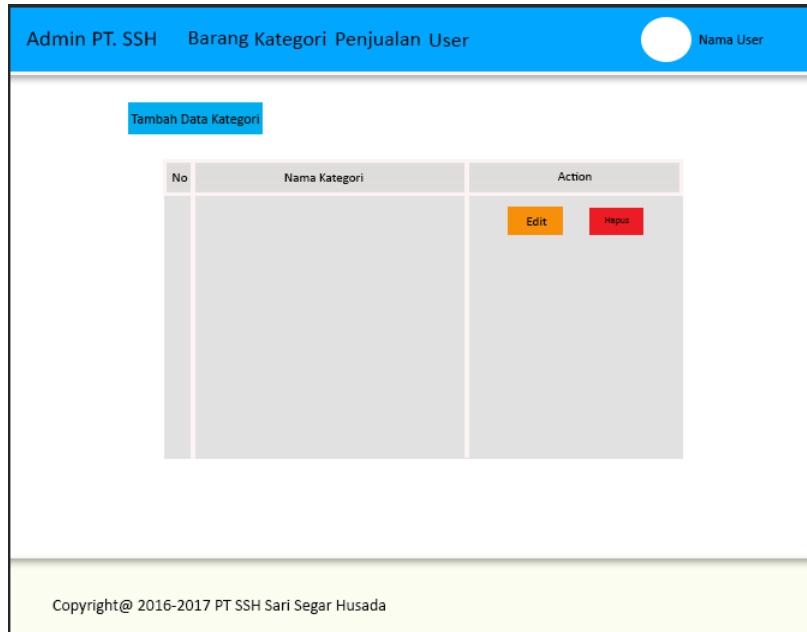 Admin PT. SSH Barang Kategori Penjualan User Nama User
Tambah Data Kategori
No Nama Kategori Action
Edit Hapus
Copyright@ 2016-2017 PT SSH Sari Segar Husada